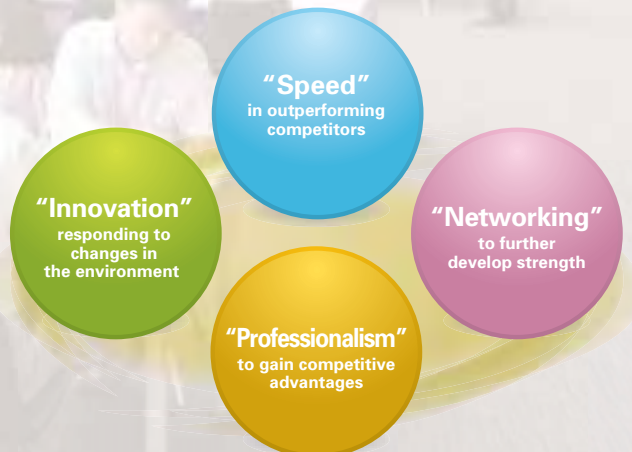 “Speed”
in outperforming
competitors
“Innovation”
responding to
changes in
the environment
“Networking”
to further
develop strength
“Professionalism”
to gain competitive
advantages